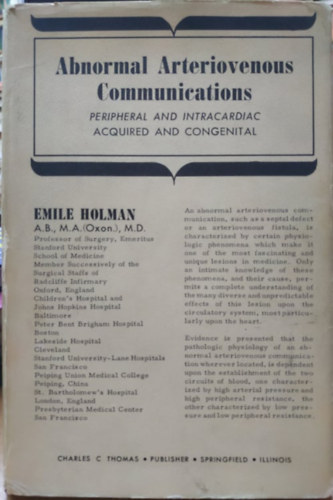 Abnormal Arteriovenous
Communications
PERIPHERAL AND INTRACARDIAC
ACQUIRED AND CONGENITAL
EMILE HOLMAN
A.B., M.A.(Oxon.), M.D.
Professor of Surgery, Emeritus
Stanford University
School of Medicine
Member Successively of the
Surgical Staffs of
Radcliffe Infirmary
Oxford, England
Children's Hospital and
Johns Hopkins Hospital
Baltimore
Peter Bent Brigham Hospital
Boston
Lakeside Hospital
Cleveland
Stanford University-Lane Hospitals
San Francisco
Peiping Union Medical College
Peiping, China
St. Bartholomew's Hospital
London, England
Presbyterian Medical Center
San Francisco
An abnormal arteriovenous com-
munication, such as a septal defect
or an arteriovenous fistula, is
characterized by certain physio-
logic phenomena which make it
one of the most fascinating and
unique lesions in medicine. Only
an intimate knowledge of these
phenomena, and their cause, per-
mits a complete understanding of
the many diverse and unpredictable
effects of this lesion upon the
circulatory system, most particu-
larly upon the heart.
Evidence is presented that the
pathologic physiology of an ab-
normal arteriovenous communica-
tion wherever located, is dependent
upon the establishment of the two
circuits of blood, one character-
ized by high arterial pressure and
high peripheral resistance, the
other characterized by low pres-
sure and low peripheral resistance.
CHARLES C THOMAS • PUBLISHER • SPRINGFIELD • ILLINOIS